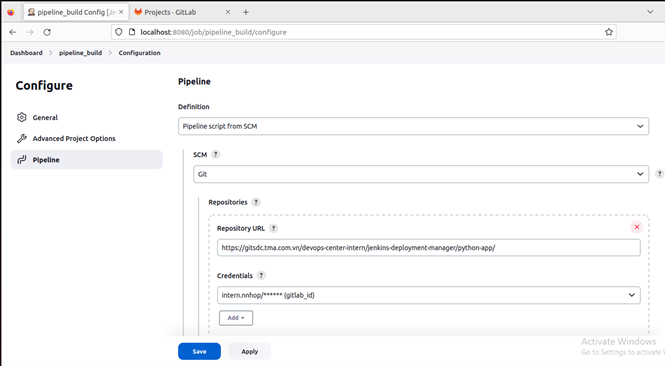 pipeline_build Config [Je
Projects · GitLab
localhost:8080/job/pipeline_build/configure
Dashboard > pipeline_build > Configuration
Configure
General
Advanced Project Options
Pipeline
Pipeline
Definition
Pipeline script from SCM
SCM ?
Git
?
Repositories ?
Repository URL ?
https://gitsdc.tma.com.vn/devops-center-intern/jenkins-deployment-manager/python-app/
Credentials ?
intern.nnhop/****** (gitlab_id)
Add
Save
Apply
Activate Windows
Go to Settings to activate W